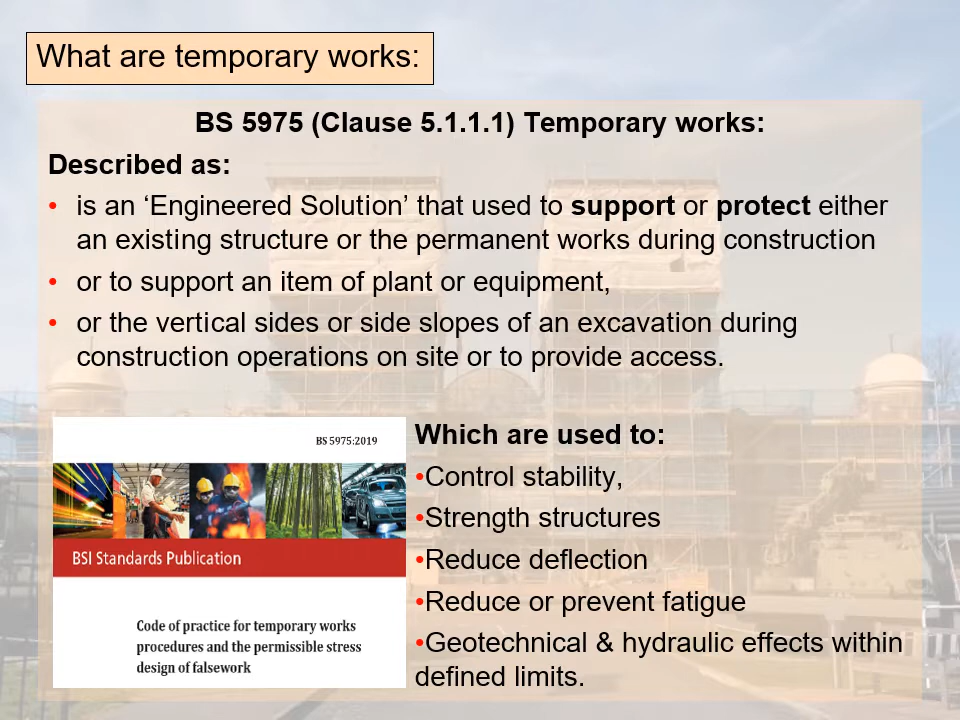 What are temporary works:
BS 5975 (Clause 5.1.1.1) Temporary works:
Described as:
• is an ‘Engineered Solution’ that used to support or protect either
an existing structure or the permanent works during construction
• or to support an item of plant or equipment,
• or the vertical sides or side slopes of an excavation during
construction operations on site or to provide access.
BS 5975:2019
BSI Standards Publication
Code of practice for temporary works
procedures and the permissible stress
design of falsework
Which are used to:
•Control stability,
•Strength structures
•Reduce deflection
•Reduce or prevent fatigue
•Geotechnical & hydraulic effects within
defined limits.